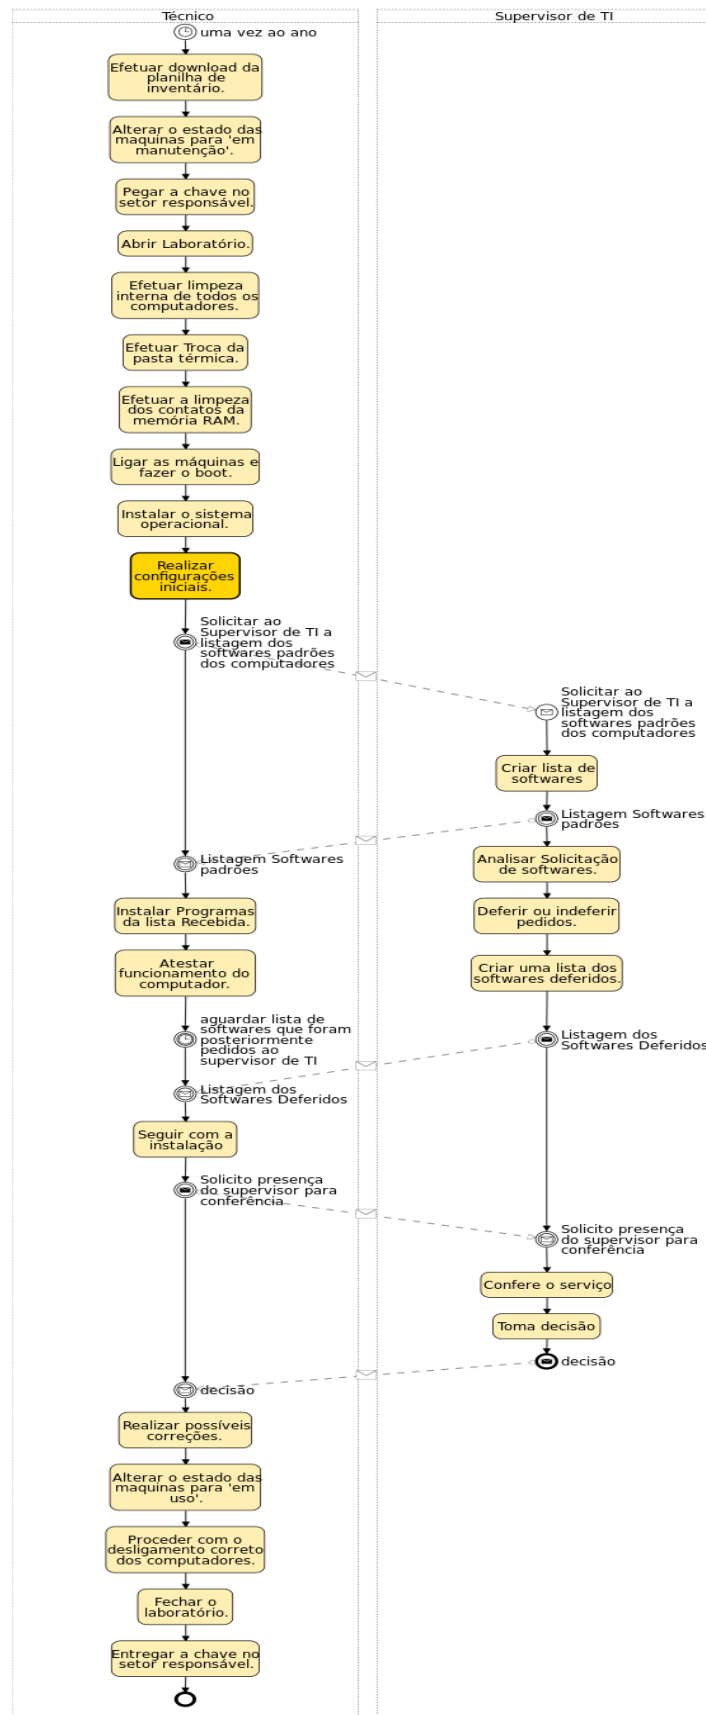 Técnico
Supervisor de TI
uma vez ao ano
Efetuar download da
planilha de
inventário.
Alterar o estado das
maquinas para 'em
manutenção'.
Pegar a chave no
setor responsável.
Abrir Laboratório.
Efetuar limpeza
interna de todos os
computadores.
Efetuar Troca da
pasta térmica.
Efetuar a limpeza
dos contatos da
memória RAM.
Ligar as máquinas e
fazer o boot.
Instalar o sistema
operacional.
Realizar
configurações
iniciais.
Solicitar ao
Supervisor de TI a
listagem dos
softwares padrões
dos computadores
Solicitar ao
Supervisor de TI a
listagem dos
softwares padrões
dos computadores
Criar lista de
softwares
Listagem Softwares
padrões
Listagem Softwares
padrões
Analisar Solicitação
de softwares.
Instalar Programas
da lista Recebida.
Deferir ou indeferir
pedidos.
Atestar
funcionamento do
computador.
Criar uma lista dos
softwares deferidos.
aguardar lista de
softwares que foram
posteriormente
pedidos ao
supervisor de TI
Listagem dos
Softwares Deferidos
Listagem dos
Softwares Deferidos
Seguir com a
instalação
Solicito presença
do supervisor para
conferência
Solicito presença
do supervisor para
conferência
Confere o serviço
Toma decisão
decisão
decisão
Realizar possíveis
correções.
Alterar o estado das
maquinas para 'em
uso'.
Proceder com o
desligamento correto
dos computadores.
Fechar o
laboratório.
Entregar a chave no
setor responsável.